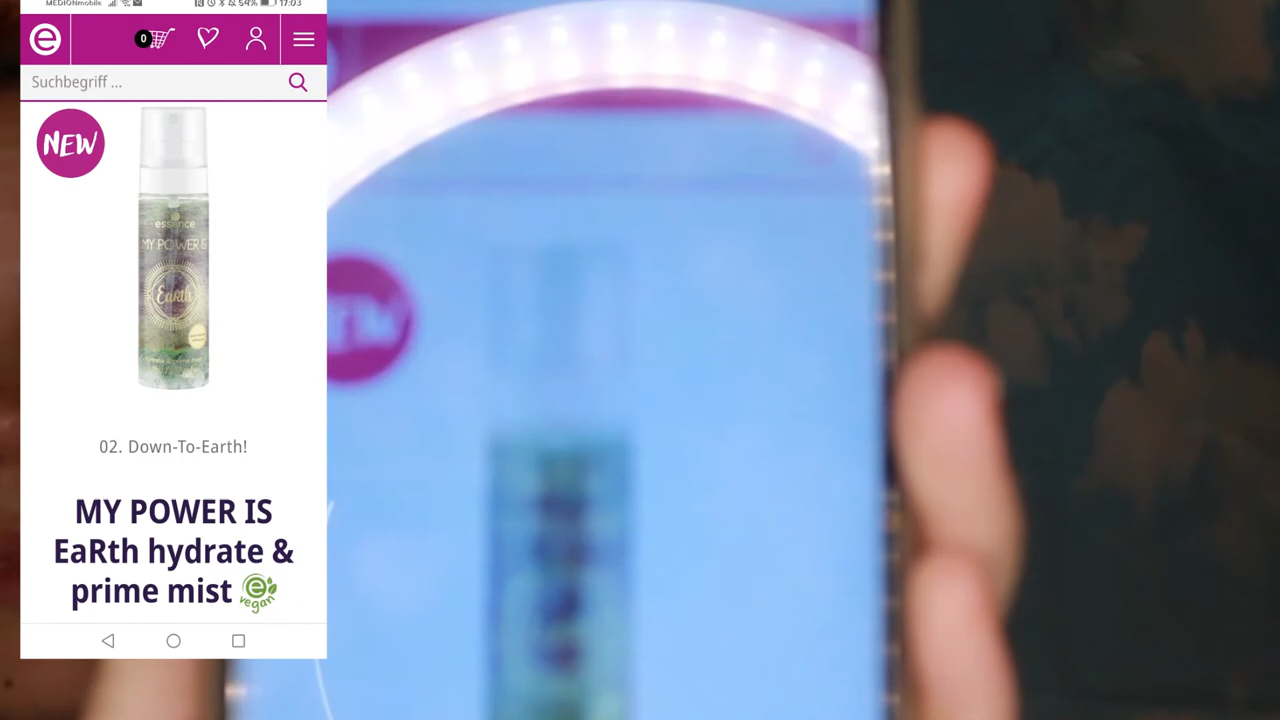 MEDIONmobile 54% 17:03
e 0
Suchbegriff ...
NEW
essence
MY POWER IS
Earth
02. Down-To-Earth!
MY POWER IS
EaRth hydrate &
prime mist e vegan